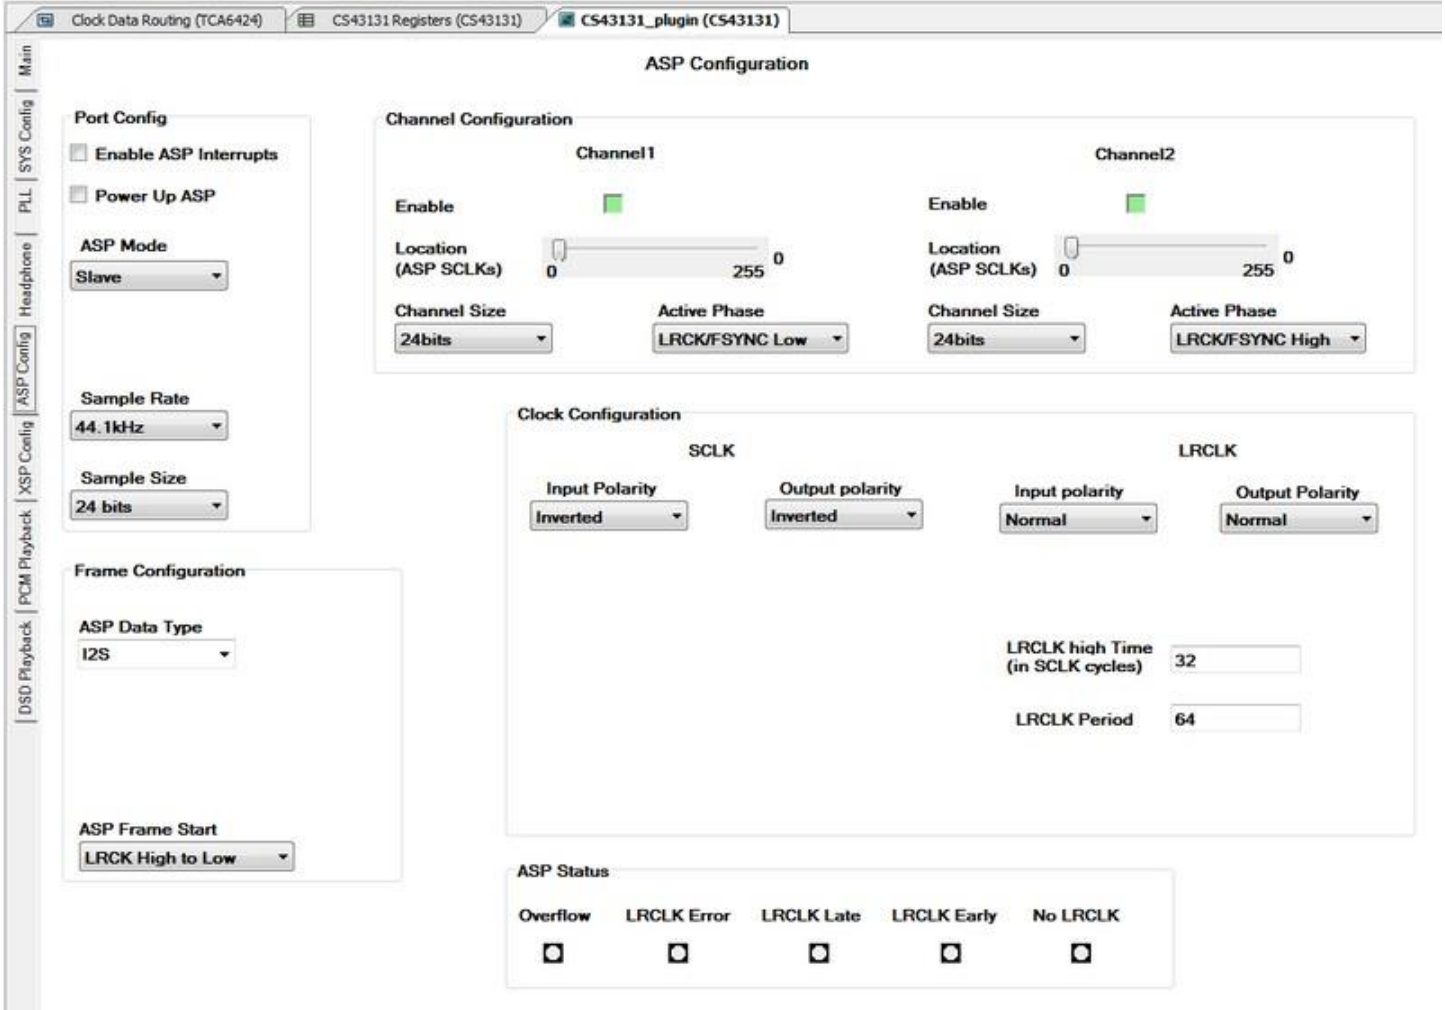 Clock Data Routing (TCA6424)
CS43131 Registers (CS43131)
CS43131_plugin (CS43131)
Main
SYS Config
PLL
Headphone
ASP Config
XSP Config
PCM Playback
DSD Playback
ASP Configuration
Port Config
Enable ASP Interrupts
Power Up ASP
ASP Mode
Slave
Sample Rate
44.1kHz
Sample Size
24 bits
Channel Configuration
Channel1
Enable
Location
(ASP SCLKs)
0
255
0
Channel Size
24bits
Active Phase
LRCK/FSYNC Low
Channel2
Enable
Location
(ASP SCLKs)
0
255
0
Channel Size
24bits
Active Phase
LRCK/FSYNC High
Clock Configuration
SCLK
Input Polarity
Inverted
Output polarity
Inverted
LRCLK
Input polarity
Normal
Output Polarity
Normal
LRCLK high Time
(in SCLK cycles)
32
LRCLK Period
64
Frame Configuration
ASP Data Type
I2S
ASP Frame Start
LRCK High to Low
ASP Status
Overflow
LRCLK Error
LRCLK Late
LRCLK Early
No LRCLK